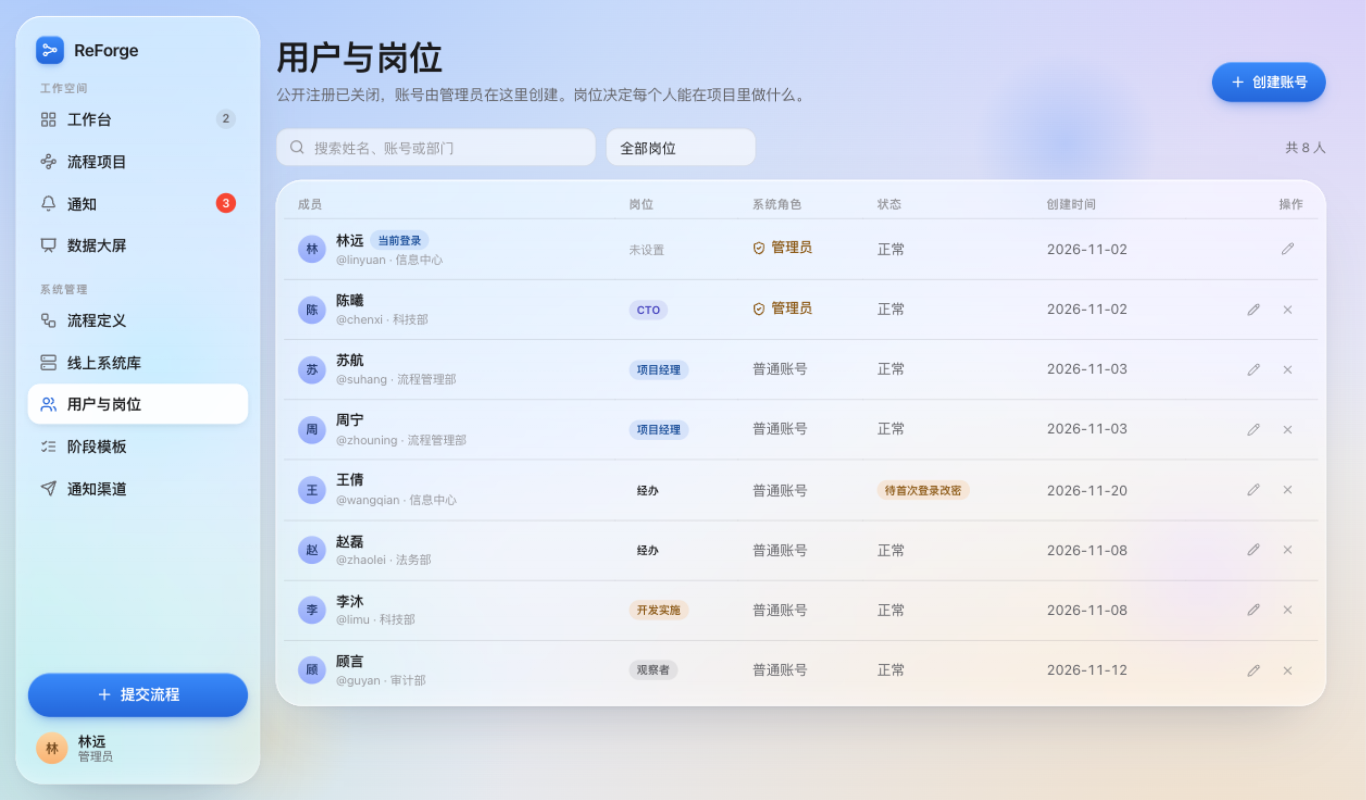 ReForge
工作空间
工作台 2
流程项目
通知 3
数据大屏
系统管理
流程定义
线上系统库
用户与岗位
阶段模板
通知渠道
提交流程
林 林远
管理员
用户与岗位
公开注册已关闭，账号由管理员在这里创建。岗位决定每个人能在项目里做什么。
创建账号
搜索姓名、账号或部门
全部岗位
共 8 人
成员 岗位 系统角色 状态 创建时间 操作
林 林远 当前登录 未设置 管理员 正常 2026-11-02
@linyuan · 信息中心
陈 陈曦 CTO 管理员 正常 2026-11-02
@chenxi · 科技部
苏 苏航 项目经理 普通账号 正常 2026-11-03
@suhang · 流程管理部
周 周宁 项目经理 普通账号 正常 2026-11-03
@zhouning · 流程管理部
王 王倩 经办 普通账号 待首次登录改密 2026-11-20
@wangqian · 信息中心
赵 赵磊 经办 普通账号 正常 2026-11-08
@zhaolei · 法务部
李 李沐 开发实施 普通账号 正常 2026-11-08
@limu · 科技部
顾 顾言 观察者 普通账号 正常 2026-11-12
@guyan · 审计部